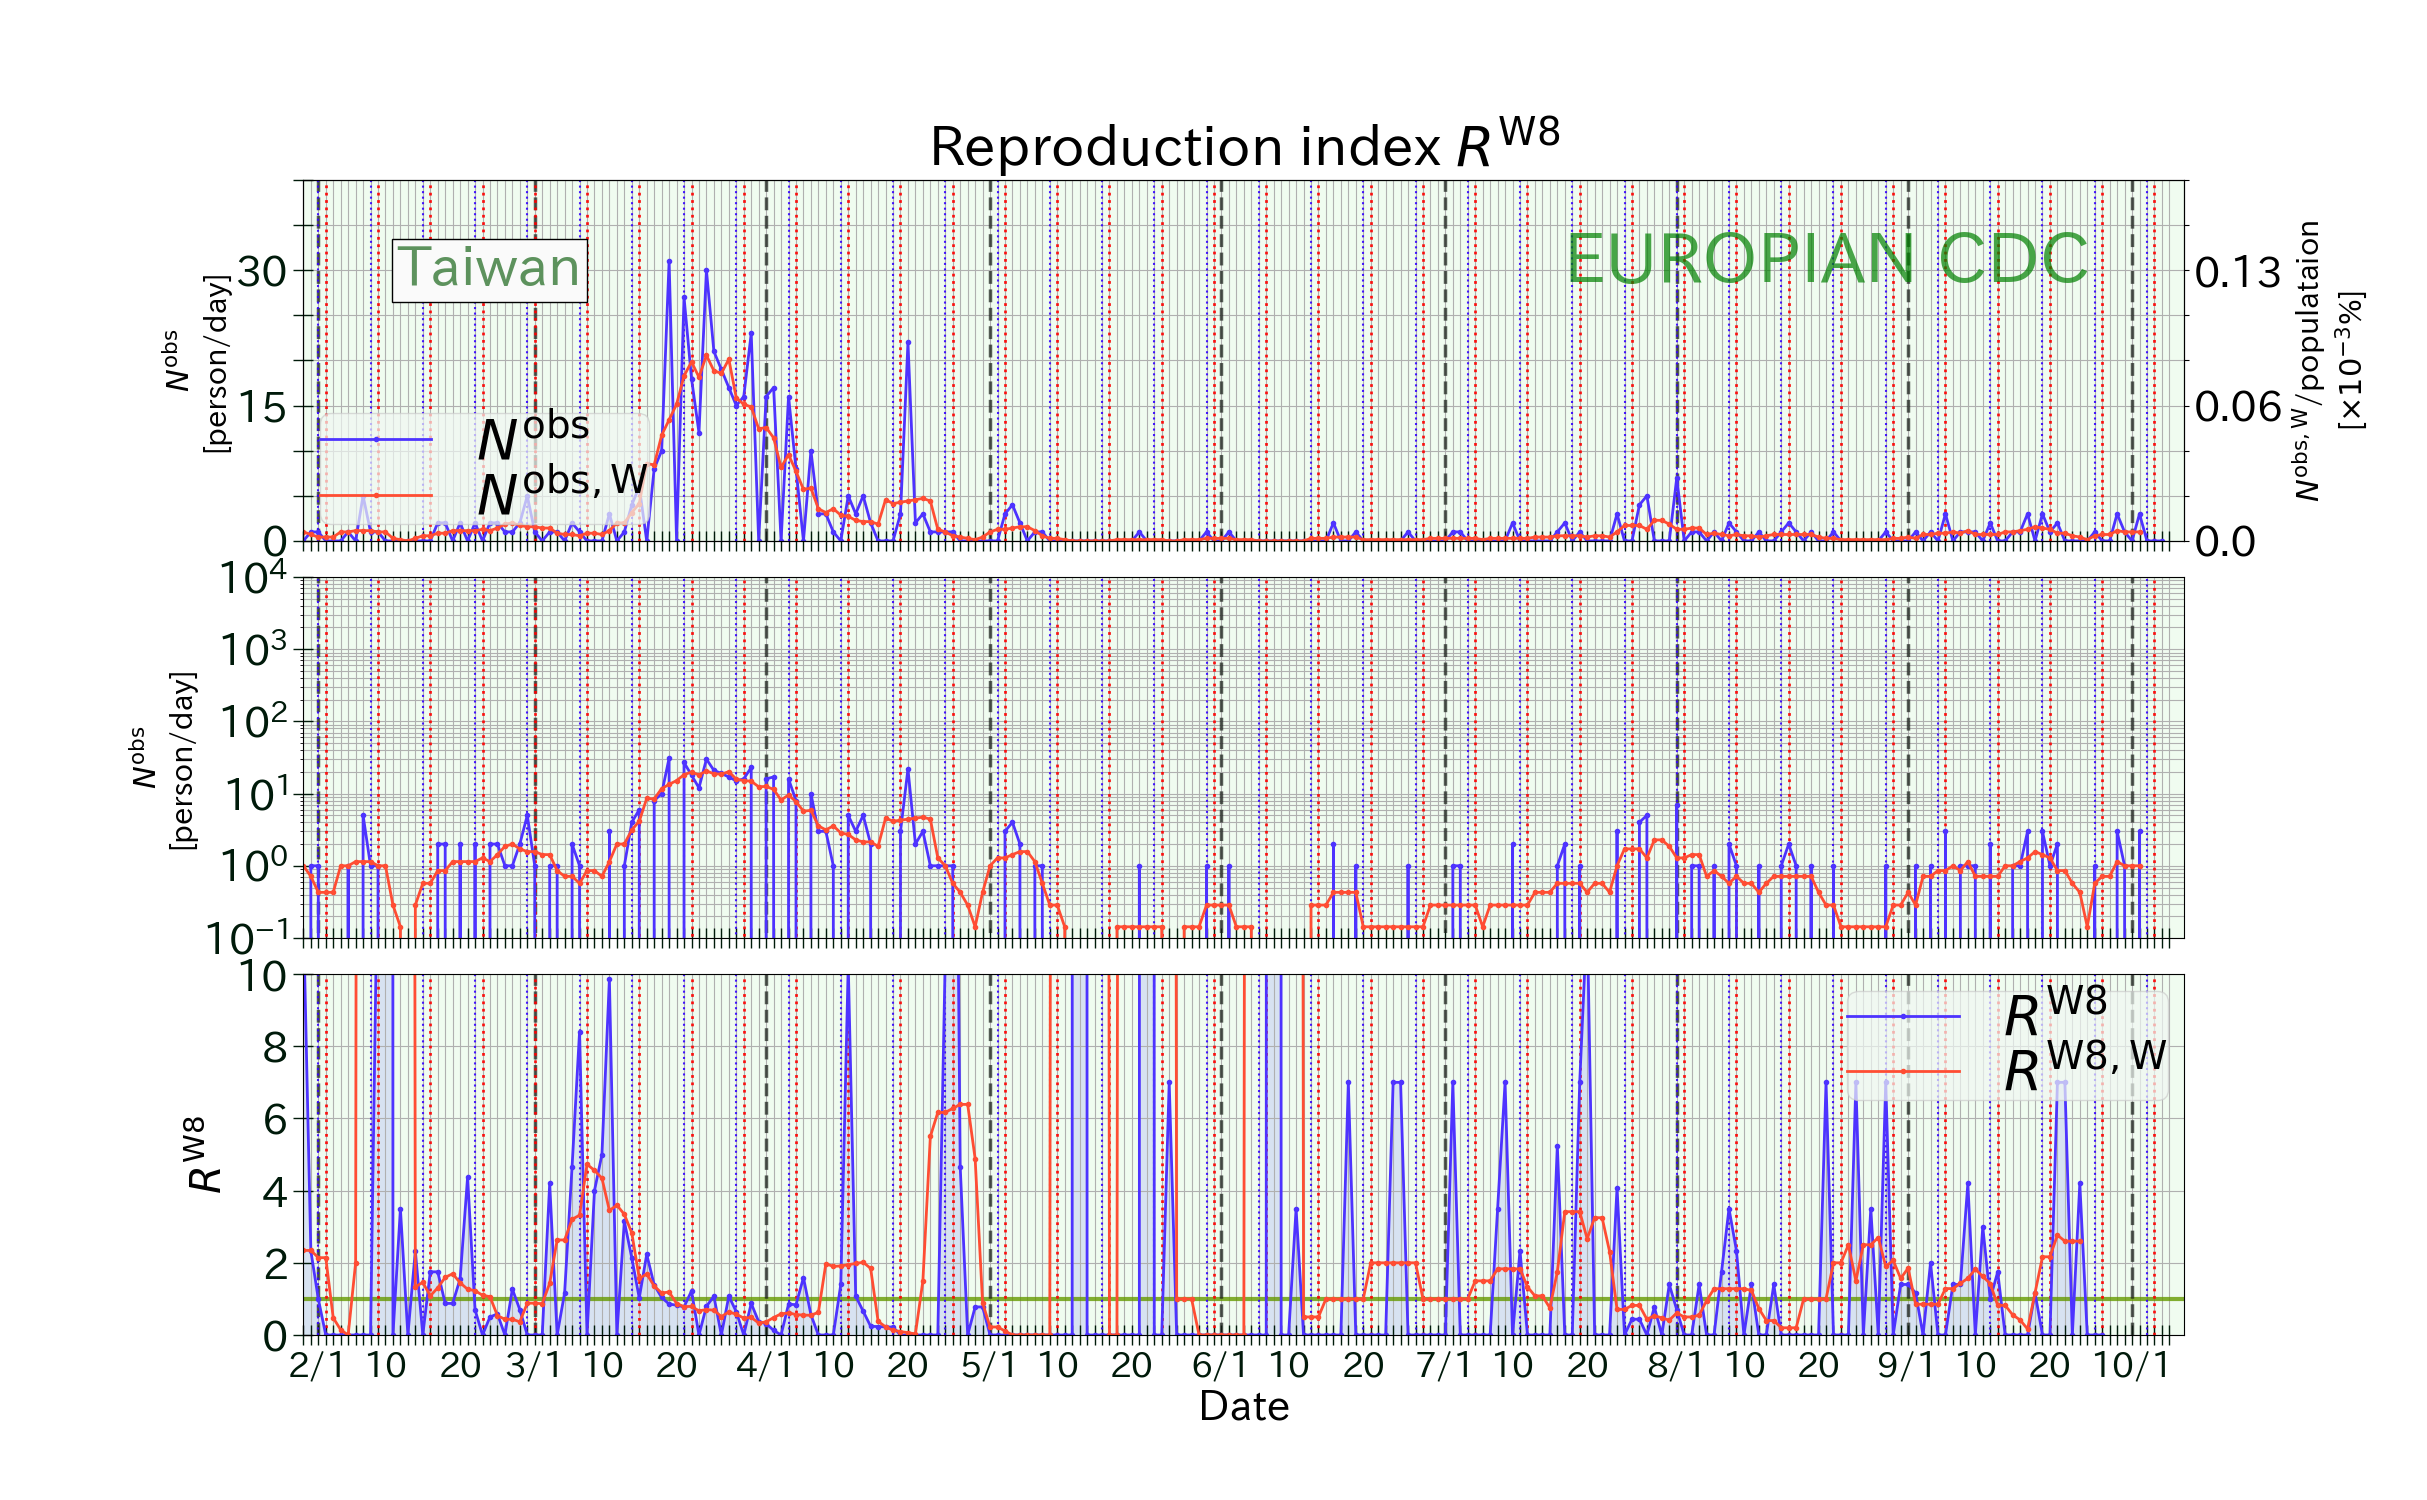 Reproduction index R^W8
Taiwan
EUROPIAN CDC
N^obs
[person/day]
30
15
0
N^obs
N^obs, W
0.13
0.06
0.0
N^obs, W/populataion
[×10^−3%]
N^obs
[person/day]
10^4
10^3
10^2
10^1
10^0
10^−1
R^W8
10
8
6
4
2
0
R^W8
R^W8, W
2/1 10 20 3/1 10 20 4/1 10 20 5/1 10 20 6/1 10 20 7/1 10 20 8/1 10 20 9/1 10 20 10/1
Date